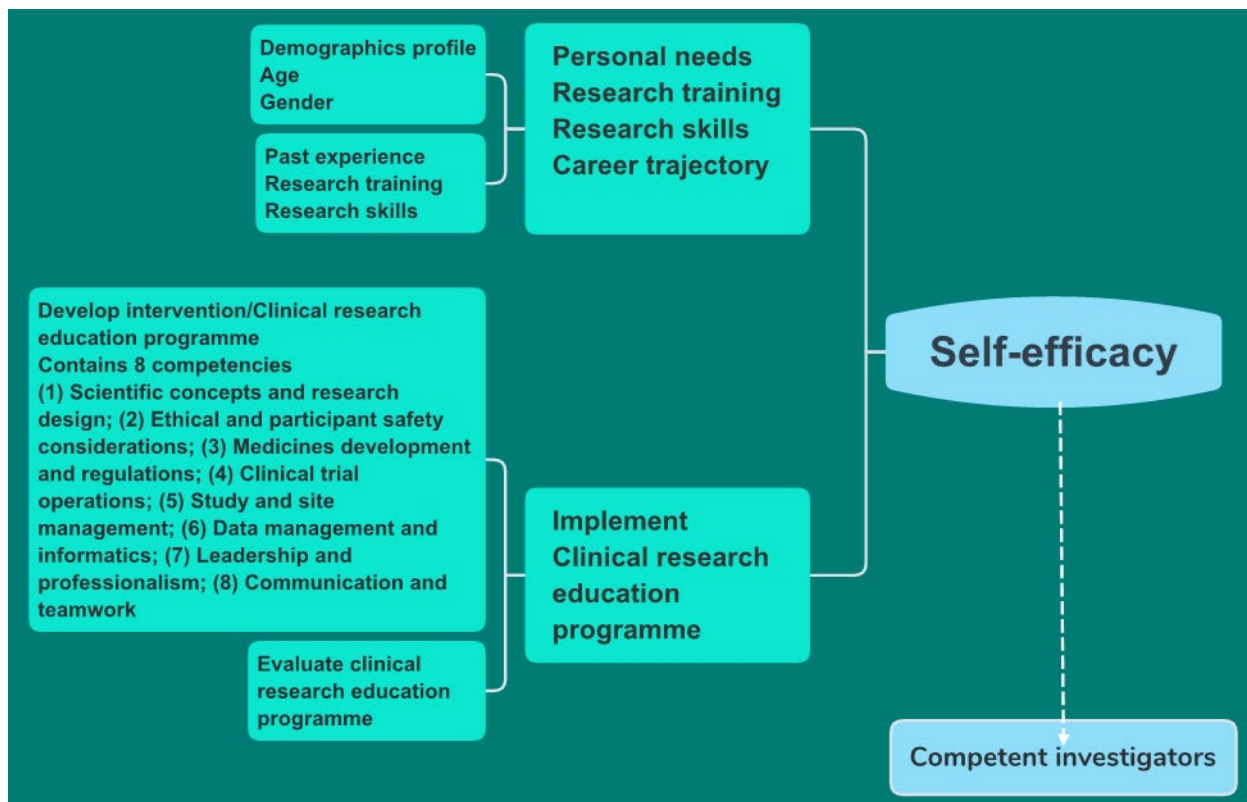 Demographics profile
Age
Gender
Past experience
Research training
Research skills
Personal needs
Research training
Research skills
Career trajectory
Develop intervention/Clinical research
education programme
Contains 8 competencies
(1) Scientific concepts and research
design; (2) Ethical and participant safety
considerations; (3) Medicines development
and regulations; (4) Clinical trial
operations; (5) Study and site
management; (6) Data management and
informatics; (7) Leadership and
professionalism; (8) Communication and
teamwork
Evaluate clinical
research education
programme
Implement
Clinical research
education
programme
Self-efficacy
Competent investigators